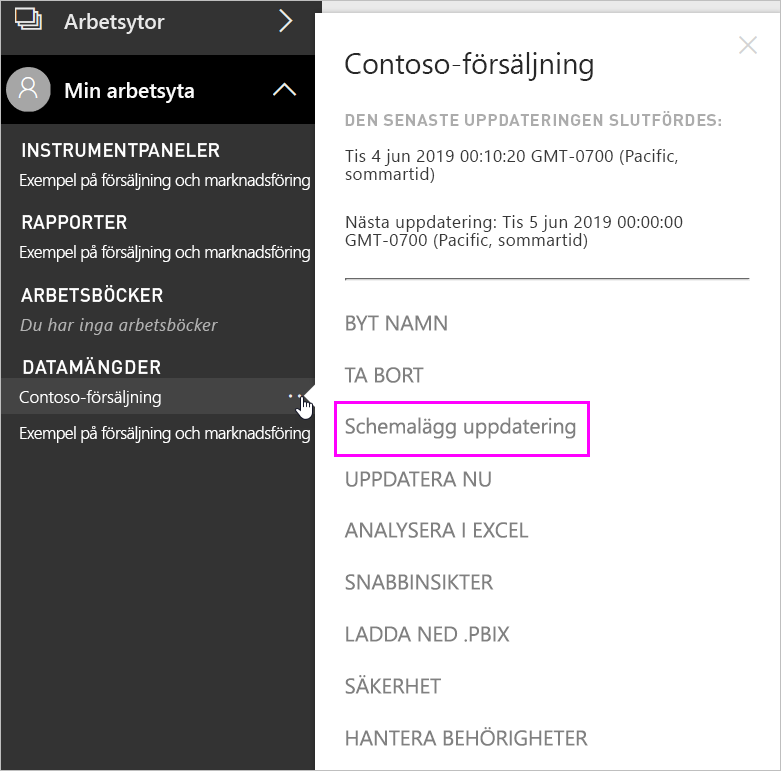 Arbetsytor
Min arbetsyta
INSTRUMENTPANELER
Exempel på försäljning och marknadsföring
RAPPORTER
Exempel på försäljning och marknadsföring
ARBETSBÖCKER
Du har inga arbetsböcker
DATAMÄNGDER
Contoso-försäljning
Exempel på försäljning och marknadsföring
Contoso-försäljning
DEN SENASTE UPPDATERINGEN SLUTFÖRDES:
Tis 4 jun 2019 00:10:20 GMT-0700 (Pacific,
sommartid)
Nästa uppdatering: Tis 5 jun 2019 00:00:00
GMT-0700 (Pacific, sommartid)
BYT NAMN
TA BORT
Schemalägg uppdatering
UPPDATERA NU
ANALYSERA I EXCEL
SNABBINSIKTER
LADDA NED .PBIX
SÄKERHET
HANTERA BEHÖRIGHETER